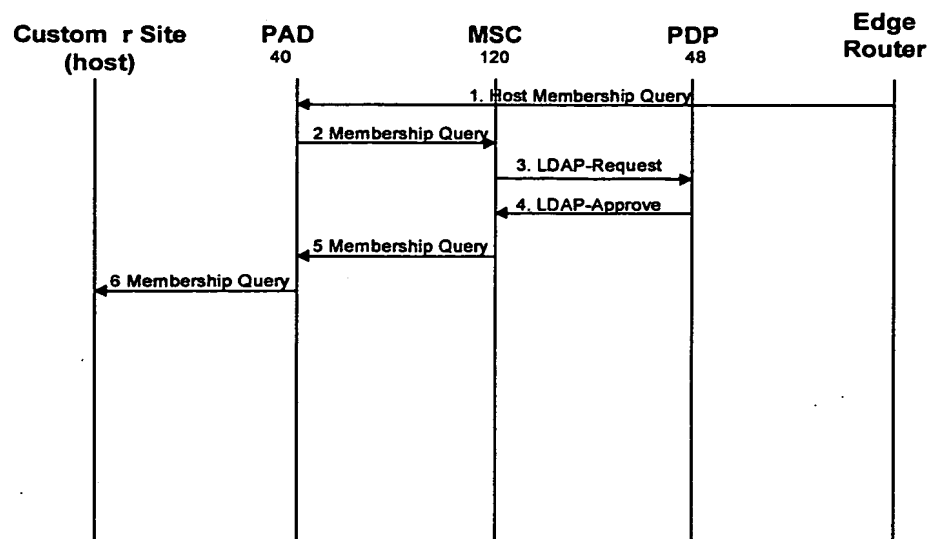 Custom r Site
(host)
PAD
40
MSC
120
PDP
48
Edge
Router
1. Host Membership Query
2 Membership Query
3. LDAP-Request
4. LDAP-Approve
5 Membership Query
6 Membership Query